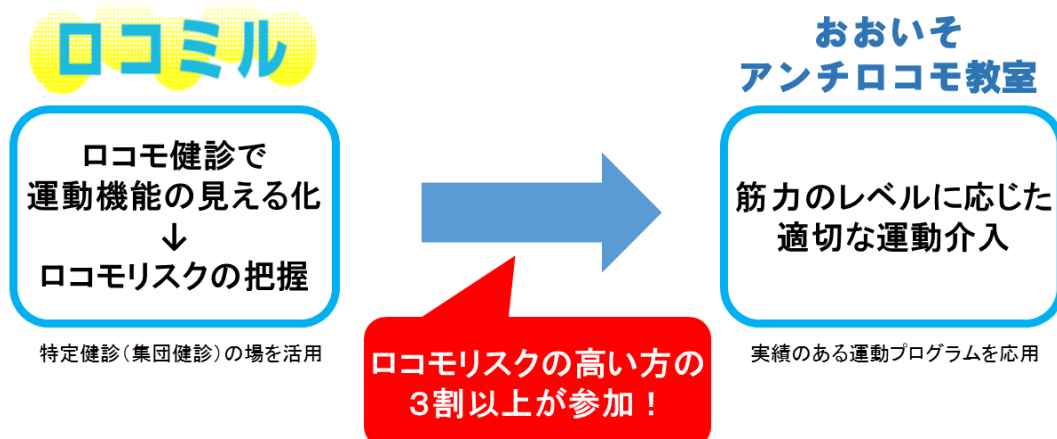 ロコミル
ロコモ健診で
運動機能の見える化
↓
ロコモリスクの把握
特定健診(集団健診)の場を活用
ロコモリスクの高い方の
3割以上が参加!
おおいそ
アンチロコモ教室
筋力のレベルに応じた
適切な運動介入
実績のある運動プログラムを応用